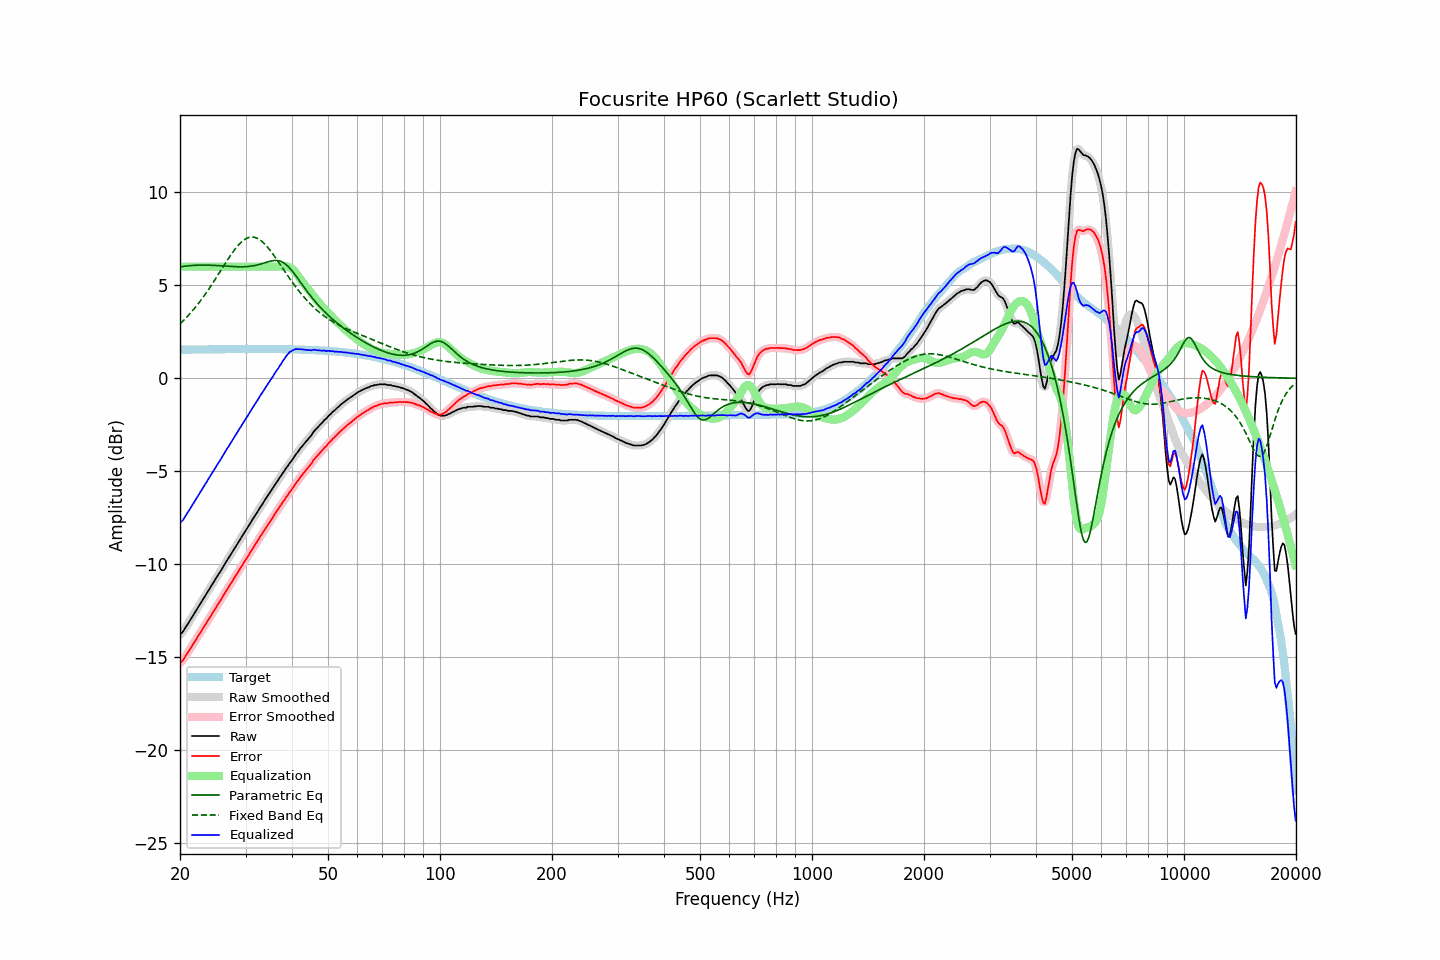 Focusrite HP60 (Scarlett Studio)
Amplitude (dBr)
10
5
0
−5
−10
−15
−20
−25
Target
Raw Smoothed
Error Smoothed
Raw
Error
Equalization
Parametric Eq
Fixed Band Eq
Equalized
20 50 100 200 500 1000 2000 5000 10000 20000
Frequency (Hz)